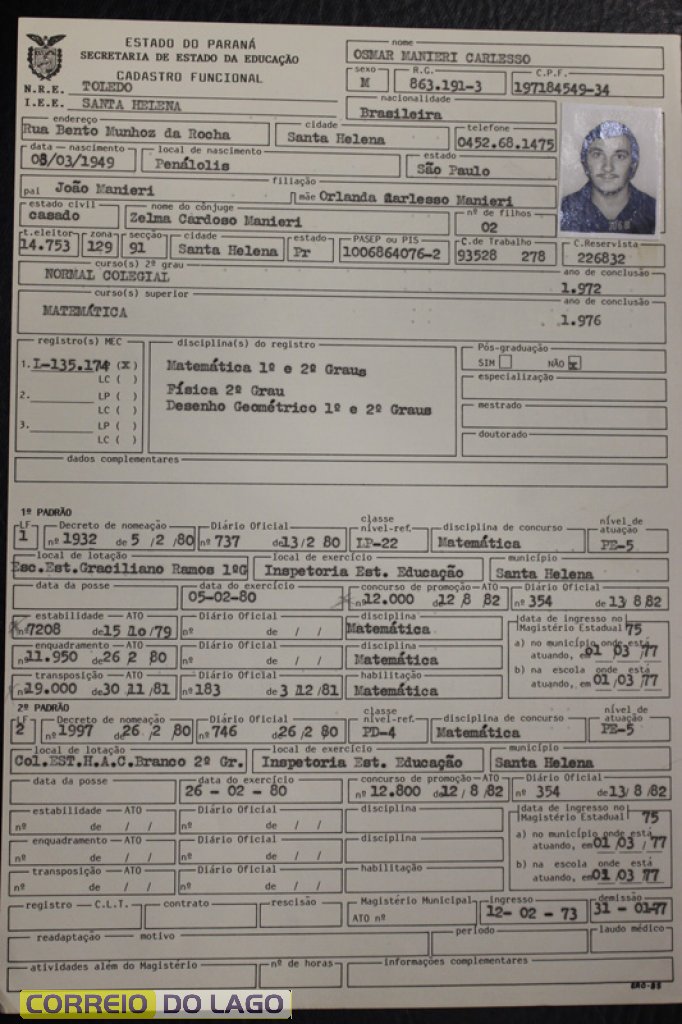 ESTADO DO PARANÁ
SECRETARIA DE ESTADO DA EDUCAÇÃO
CADASTRO FUNCIONAL
nome
OSMAR MANIERI CARLESSO
N.R.E. TOLEDO
I.E.E. SANTA HELENA
sexo R.G. C.P.F.
M 863.191-3 197184549-34
nacionalidade
Brasileira
endereço cidade telefone
Rua Bento Munhoz da Rocha Santa Helena 0452.68.1475
data — nascimento local de nascimento estado
08/03/1949 Penálolis São Paulo
filiação
pai João Manieri mãe Orlanda Carlesso Manieri
estado civil nome do cônjuge nº de filhos
casado Zelma Cardoso Manieri 02
t.eleitor zona secção cidade estado PASEP ou PIS C.de Trabalho C.Reservista
14.753 129 91 Santa Helena Pr 1006864076-2 93528 278 226832
curso(s) 2º grau ano de conclusão
NORMAL COLEGIAL 1.972
curso(s) superior ano de conclusão
MATEMÁTICA 1.976
registro(s) MEC disciplina(s) do registro Pós-graduação
1. L-135.174 (X) Matemática 1º e 2º Graus SIM NÃO X
LC ( )
2. LP ( ) Física 2º Grau especialização
LC ( ) Desenho Geométrico 1º e 2º Graus mestrado
3. LP ( )
LC ( ) doutorado
dados complementares
1º PADRÃO
LF Decreto de nomeação Diário Oficial classe nível-ref. disciplina de concurso nível de atuação
1 nº 1932 de 5 /2 /80 nº 737 de 13/2 80 LP-22 Matemática PE-5
local de lotação local de exercício município
Esc.Est.Graciliano Ramos 1ºG Inspetoria Est. Educação Santa Helena
data da posse data do exercício concurso de promoção — ATO Diário Oficial
05-02-80 nº 12.000 de 12/8 82 nº 354 de 13/8/82
estabilidade — ATO Diário Oficial disciplina data de ingresso no Magistério Estadual 75
nº 7208 de 15 10/79 nº de / / Matemática
enquadramento — ATO Diário Oficial disciplina a) no município onde está atuando, em 01 /03 /77
nº 11.950 de 26 2 80 nº de / / Matemática
transposição — ATO Diário Oficial habilitação b) na escola onde está atuando, em 01 /03 /77
nº 19.000 de 30 11/81 nº 183 de 3 12/81 Matemática
2º PADRÃO
LF Decreto de nomeação Diário Oficial classe nível-ref. disciplina de concurso nível de atuação
2 nº 1997 de 26 /2 /80 nº 746 de 26/2 80 PD-4 Matemática PE-5
local de lotação local de exercício município
Col.EST.H.A.C.Branco 2º Gr. Inspetoria Est. Educação Santa Helena
data da posse data do exercício concurso de promoção — ATO Diário Oficial
26 - 02 - 80 nº 12.800 de 12/ 8 /82 nº 354 de 13/8 /82
estabilidade — ATO Diário Oficial disciplina data de ingresso no Magistério Estadual 75
nº de / / nº de / /
enquadramento — ATO Diário Oficial disciplina a) no município onde está atuando, em 01 /03 /77
nº de / / nº de / /
transposição — ATO Diário Oficial habilitação b) na escola onde está atuando, em 01 /03 /77
nº de / / nº de / /
registro — C.L.T. contrato rescisão Magistério Municipal ingresso demissão
ATO nº 12- 02 - 73 31 - 01-77
readaptação — motivo período laudo médico
atividades além do Magistério nº de horas informações complementares
CORREIO DO LAGO